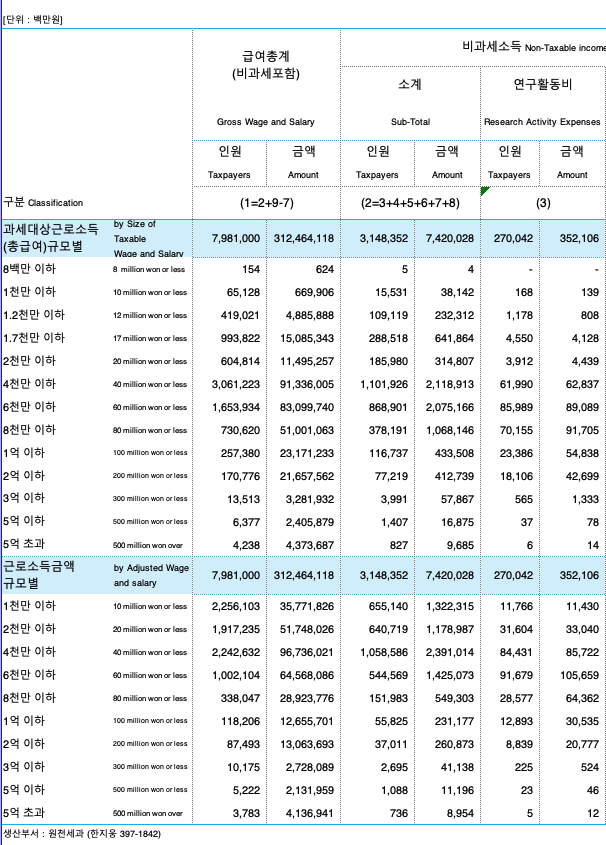 [단위 : 백만원]
비과세소득 Non-Taxable income
급여총계
(비과세포함)
소계 연구활동비
Gross Wage and Salary Sub-Total Research Activity Expenses
인원 금액 인원 금액 인원 금액
Taxpayers Amount Taxpayers Amount Taxpayers Amount
구분 Classification (1=2+9-7) (2=3+4+5+6+7+8) (3)
과세대상근로소득 (총급여)규모별 by Size of Taxable Wage and Salary 7,981,000 312,464,118 3,148,352 7,420,028 270,042 352,106
8백만 이하 8 million won or less 154 624 5 4 - -
1천만 이하 10 million won or less 65,128 669,906 15,531 38,142 168 139
1.2천만 이하 12 million won or less 419,021 4,885,888 109,119 232,312 1,178 808
1.7천만 이하 17 million won or less 993,822 15,085,343 288,518 641,864 4,550 4,128
2천만 이하 20 million won or less 604,814 11,495,257 185,980 314,807 3,912 4,439
4천만 이하 40 million won or less 3,061,223 91,336,005 1,101,926 2,118,913 61,990 62,837
6천만 이하 60 million won or less 1,653,934 83,099,740 868,901 2,075,166 85,989 89,089
8천만 이하 80 million won or less 730,620 51,001,063 378,191 1,068,146 70,155 91,705
1억 이하 100 million won or less 257,380 23,171,233 116,737 433,508 23,386 54,838
2억 이하 200 million won or less 170,776 21,657,562 77,219 412,739 18,106 42,699
3억 이하 300 million won or less 13,513 3,281,932 3,991 57,867 565 1,333
5억 이하 500 million won or less 6,377 2,405,879 1,407 16,875 37 78
5억 초과 500 million won over 4,238 4,373,687 827 9,685 6 14
근로소득금액 규모별 by Adjusted Wage and salary 7,981,000 312,464,118 3,148,352 7,420,028 270,042 352,106
1천만 이하 10 million won or less 2,256,103 35,771,826 655,140 1,322,315 11,766 11,430
2천만 이하 20 million won or less 1,917,235 51,748,026 640,719 1,178,987 31,604 33,040
4천만 이하 40 million won or less 2,242,632 96,736,021 1,058,586 2,391,014 84,431 85,722
6천만 이하 60 million won or less 1,002,104 64,568,086 544,569 1,425,073 91,679 105,659
8천만 이하 80 million won or less 338,047 28,923,776 151,983 549,303 28,577 64,362
1억 이하 100 million won or less 118,206 12,655,701 55,825 231,177 12,893 30,535
2억 이하 200 million won or less 87,493 13,063,693 37,011 260,873 8,839 20,777
3억 이하 300 million won or less 10,175 2,728,089 2,695 41,138 225 524
5억 이하 500 million won or less 5,222 2,131,959 1,088 11,196 23 46
5억 초과 500 million won over 3,783 4,136,941 736 8,954 5 12
생산부서 : 원천세과 (한지웅 397-1842)